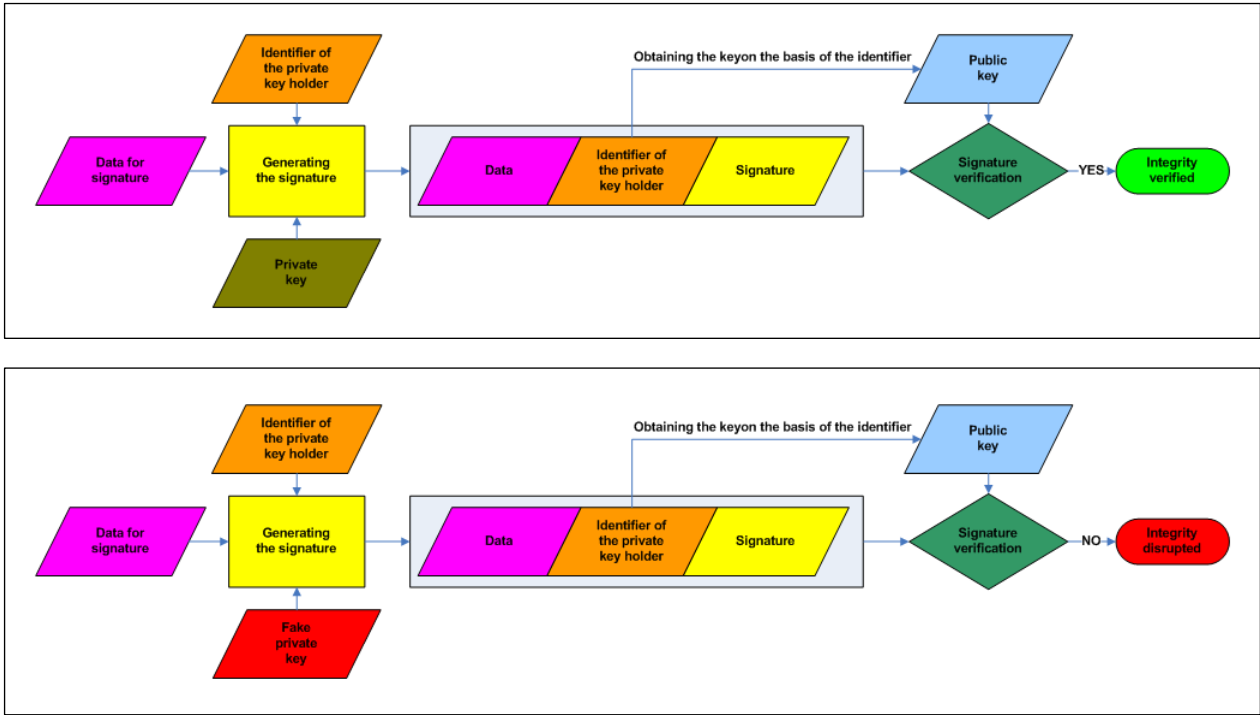 Identifier of
the private
key holder
Obtaining the keyon the basis of the identifier
Public
key
Data for
signature
Generating
the signature
Data
Identifier of
the private
key holder
Signature
Signature
verification
YES
Integrity
verified
Private
key
Identifier of
the private
key holder
Obtaining the keyon the basis of the identifier
Public
key
Data for
signature
Generating
the signature
Data
Identifier of
the private
key holder
Signature
Signature
verification
NO
Integrity
disrupted
Fake
private
key